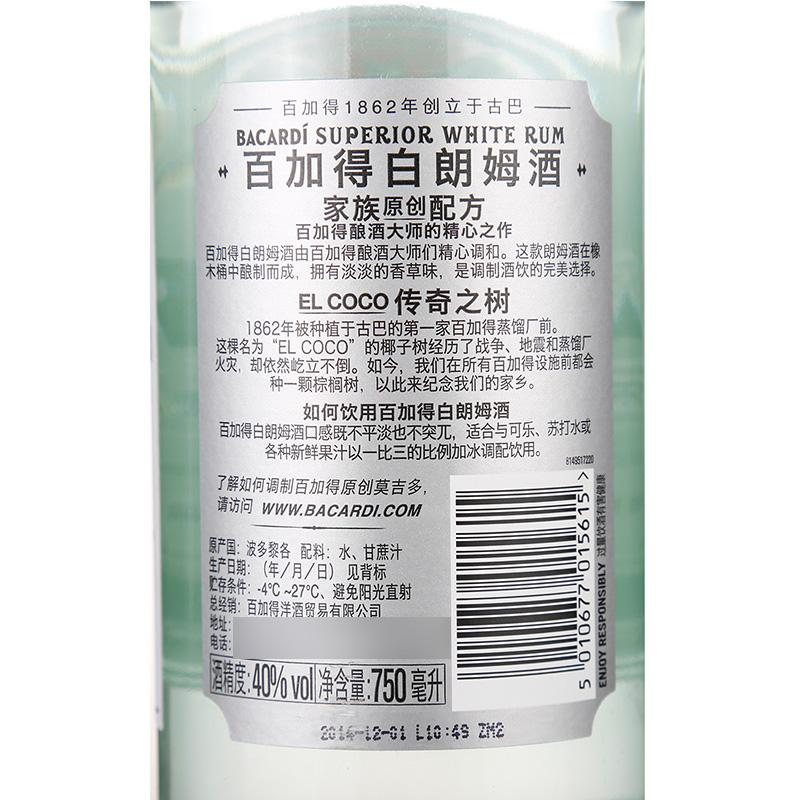 百加得1862年创立于古巴
BACARDÍ SUPERIOR WHITE RUM
百加得白朗姆酒
家族原创配方
百加得酿酒大师的精心之作
百加得白朗姆酒由百加得酿酒大师们精心调和。这款朗姆酒在橡
木桶中酿制而成，拥有淡淡的香草味，是调制酒饮的完美选择。
EL COCO 传奇之树
1862年被种植于古巴的第一家百加得蒸馏厂前。
这棵名为“EL COCO”的椰子树经历了战争、地震和蒸馏厂
火灾，却依然屹立不倒。如今，我们在所有百加得设施前都会
种一颗棕榈树，以此来纪念我们的家乡。
如何饮用百加得白朗姆酒
百加得白朗姆酒口感既不平淡也不突兀，适合与可乐、苏打水或
各种新鲜果汁以一比三的比例加冰调配饮用。
8149517220
了解如何调制百加得原创莫吉多，
请访问 WWW.BACARDI.COM
原产国：波多黎各 配料：水、甘蔗汁
生产日期：（年/月/日）见背标
贮存条件：-4℃ ~27℃、避免阳光直射
总经销：百加得洋酒贸易有限公司
地址：
电话：
酒精度：40% vol 净含量：750 毫升
5 010677 015615 >
ENJOY RESPONSIBLY 过量饮酒有害健康
2014-12-01 L10:49 ZM2